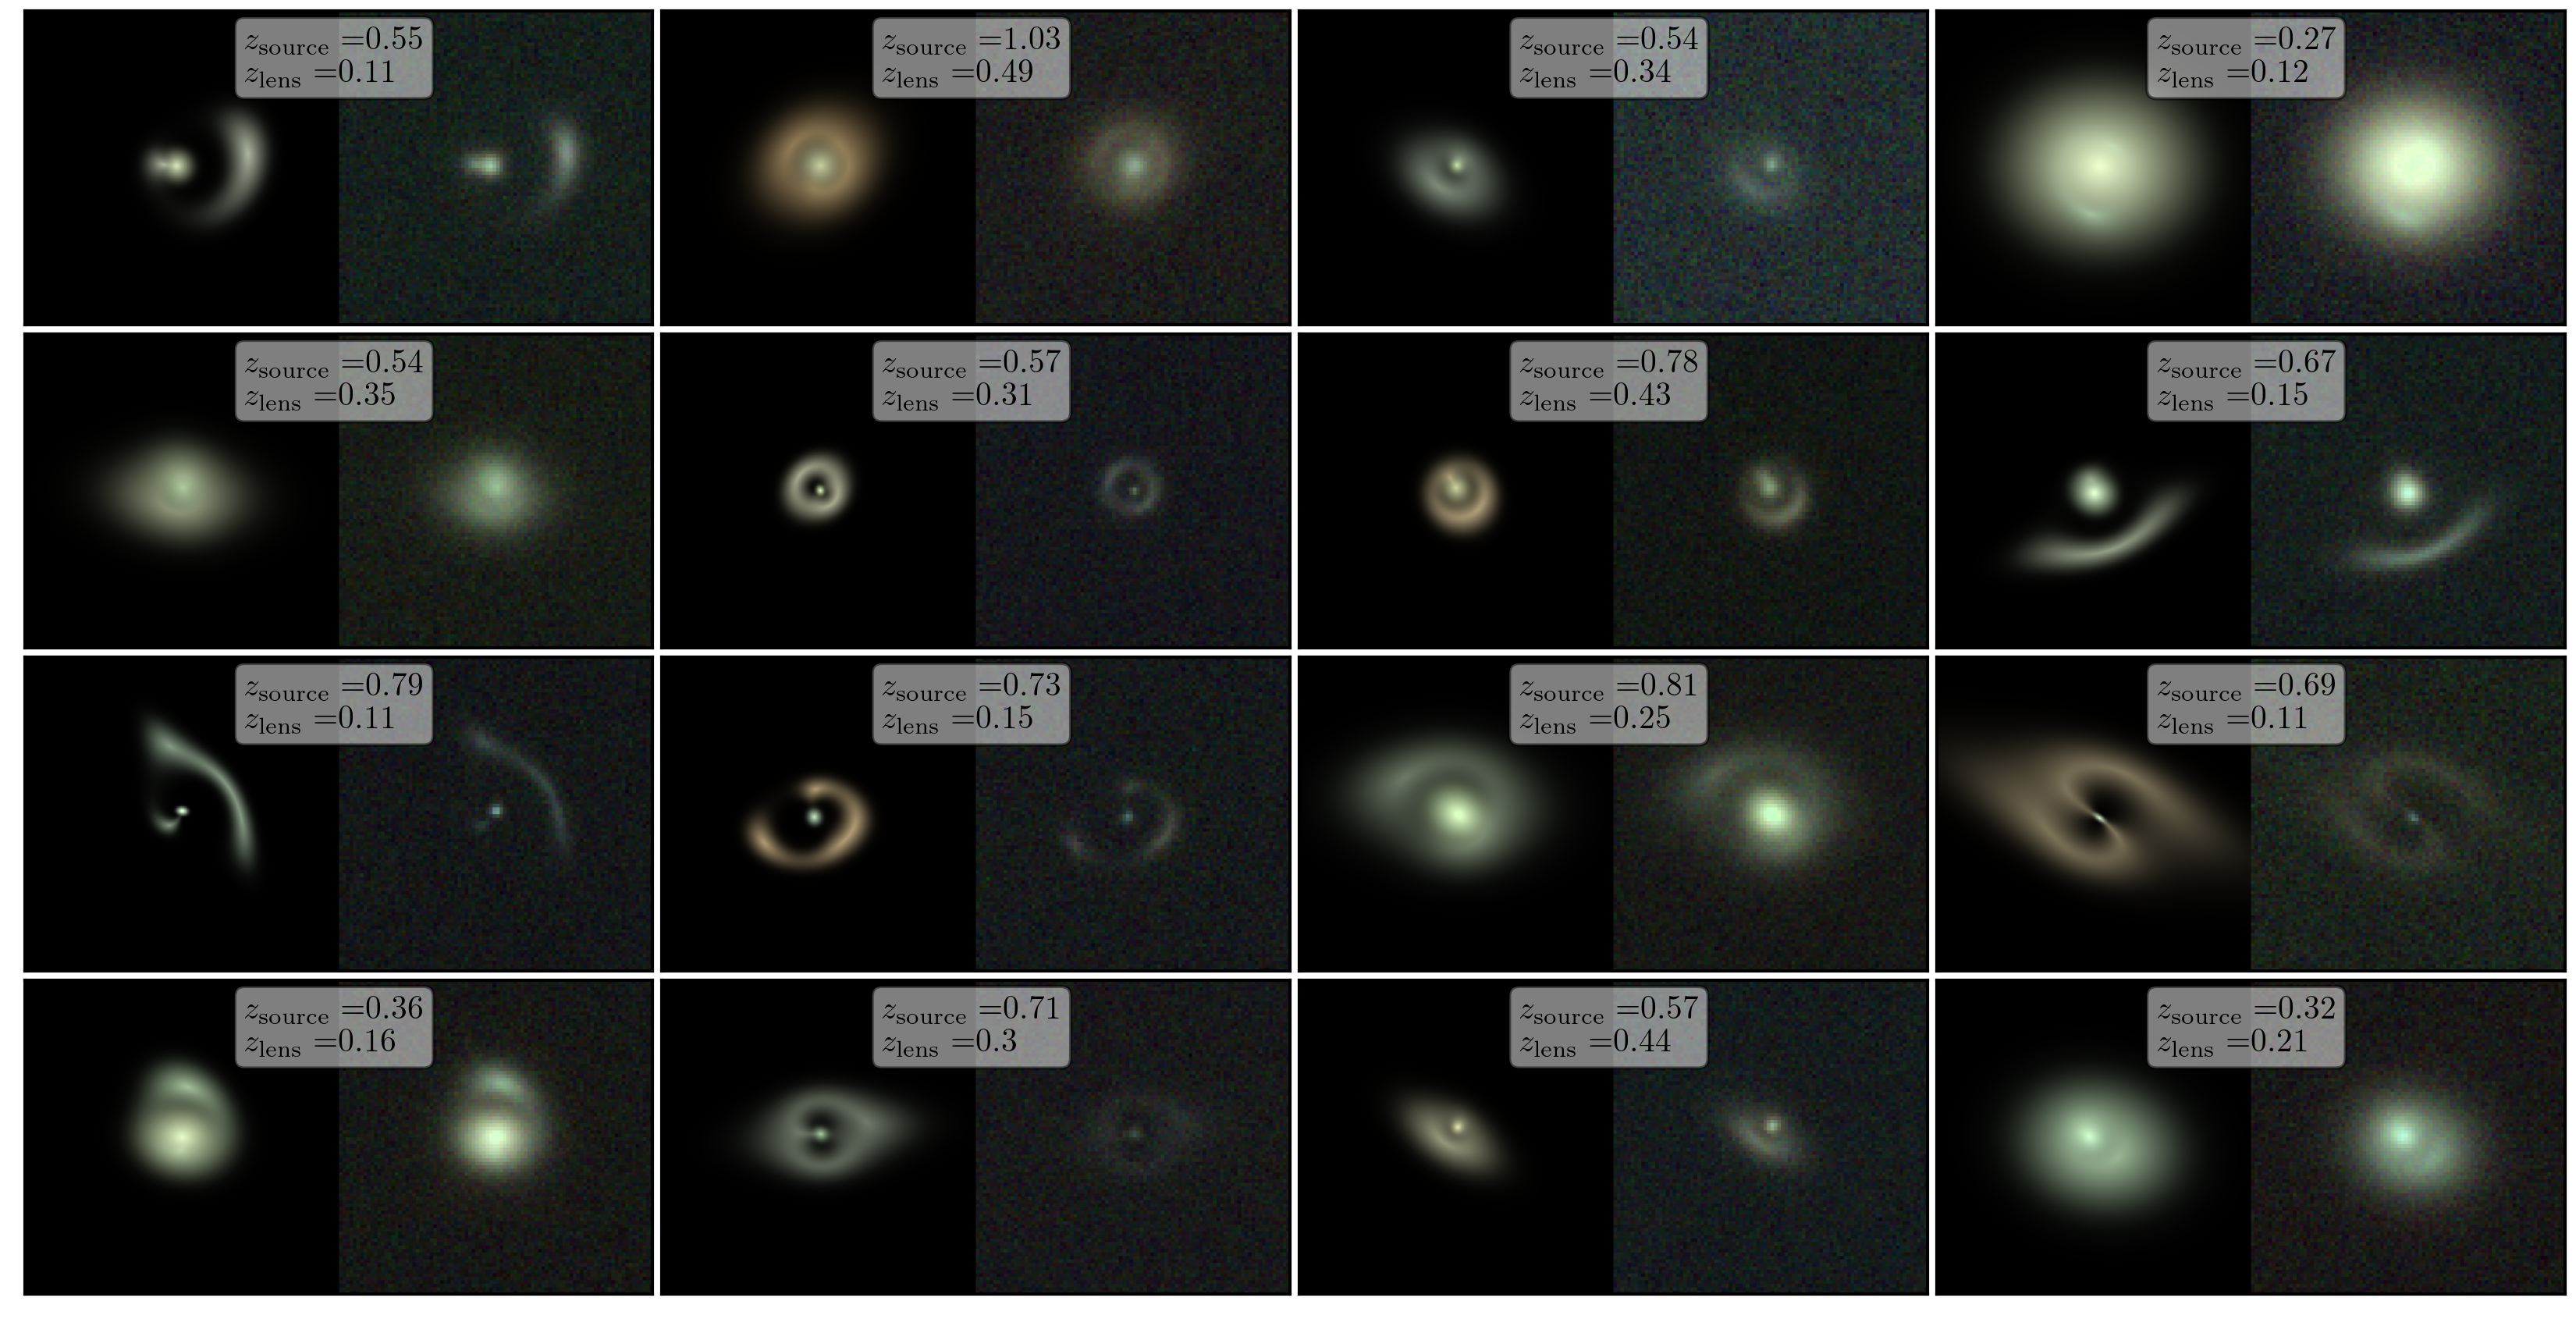 z_source =0.55
z_lens =0.11
z_source =1.03
z_lens =0.49
z_source =0.54
z_lens =0.34
z_source =0.27
z_lens =0.12
z_source =0.54
z_lens =0.35
z_source =0.57
z_lens =0.31
z_source =0.78
z_lens =0.43
z_source =0.67
z_lens =0.15
z_source =0.79
z_lens =0.11
z_source =0.73
z_lens =0.15
z_source =0.81
z_lens =0.25
z_source =0.69
z_lens =0.11
z_source =0.36
z_lens =0.16
z_source =0.71
z_lens =0.3
z_source =0.57
z_lens =0.44
z_source =0.32
z_lens =0.21